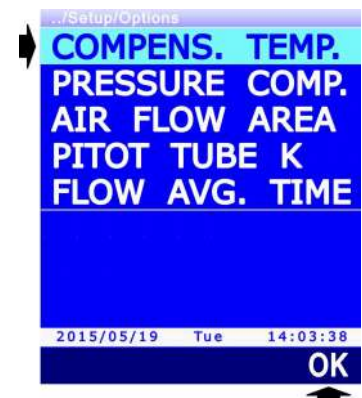 ../Setup/Options
COMPENS. TEMP.
PRESSURE COMP.
AIR FLOW AREA
PITOT TUBE K
FLOW AVG. TIME
2015/05/19 Tue 14:03:38
OK